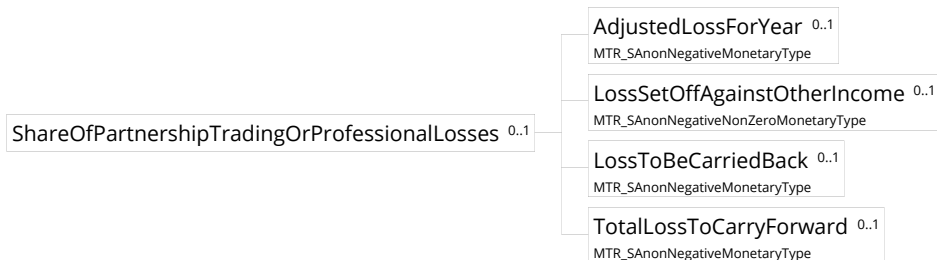 AdjustedLossForYear 0..1
MTR_SAnonNegativeMonetaryType
LossSetOffAgainstOtherIncome 0..1
MTR_SAnonNegativeNonZeroMonetaryType
ShareOfPartnershipTradingOrProfessionalLosses 0..1
LossToBeCarriedBack 0..1
MTR_SAnonNegativeMonetaryType
TotalLossToCarryForward 0..1
MTR_SAnonNegativeMonetaryType